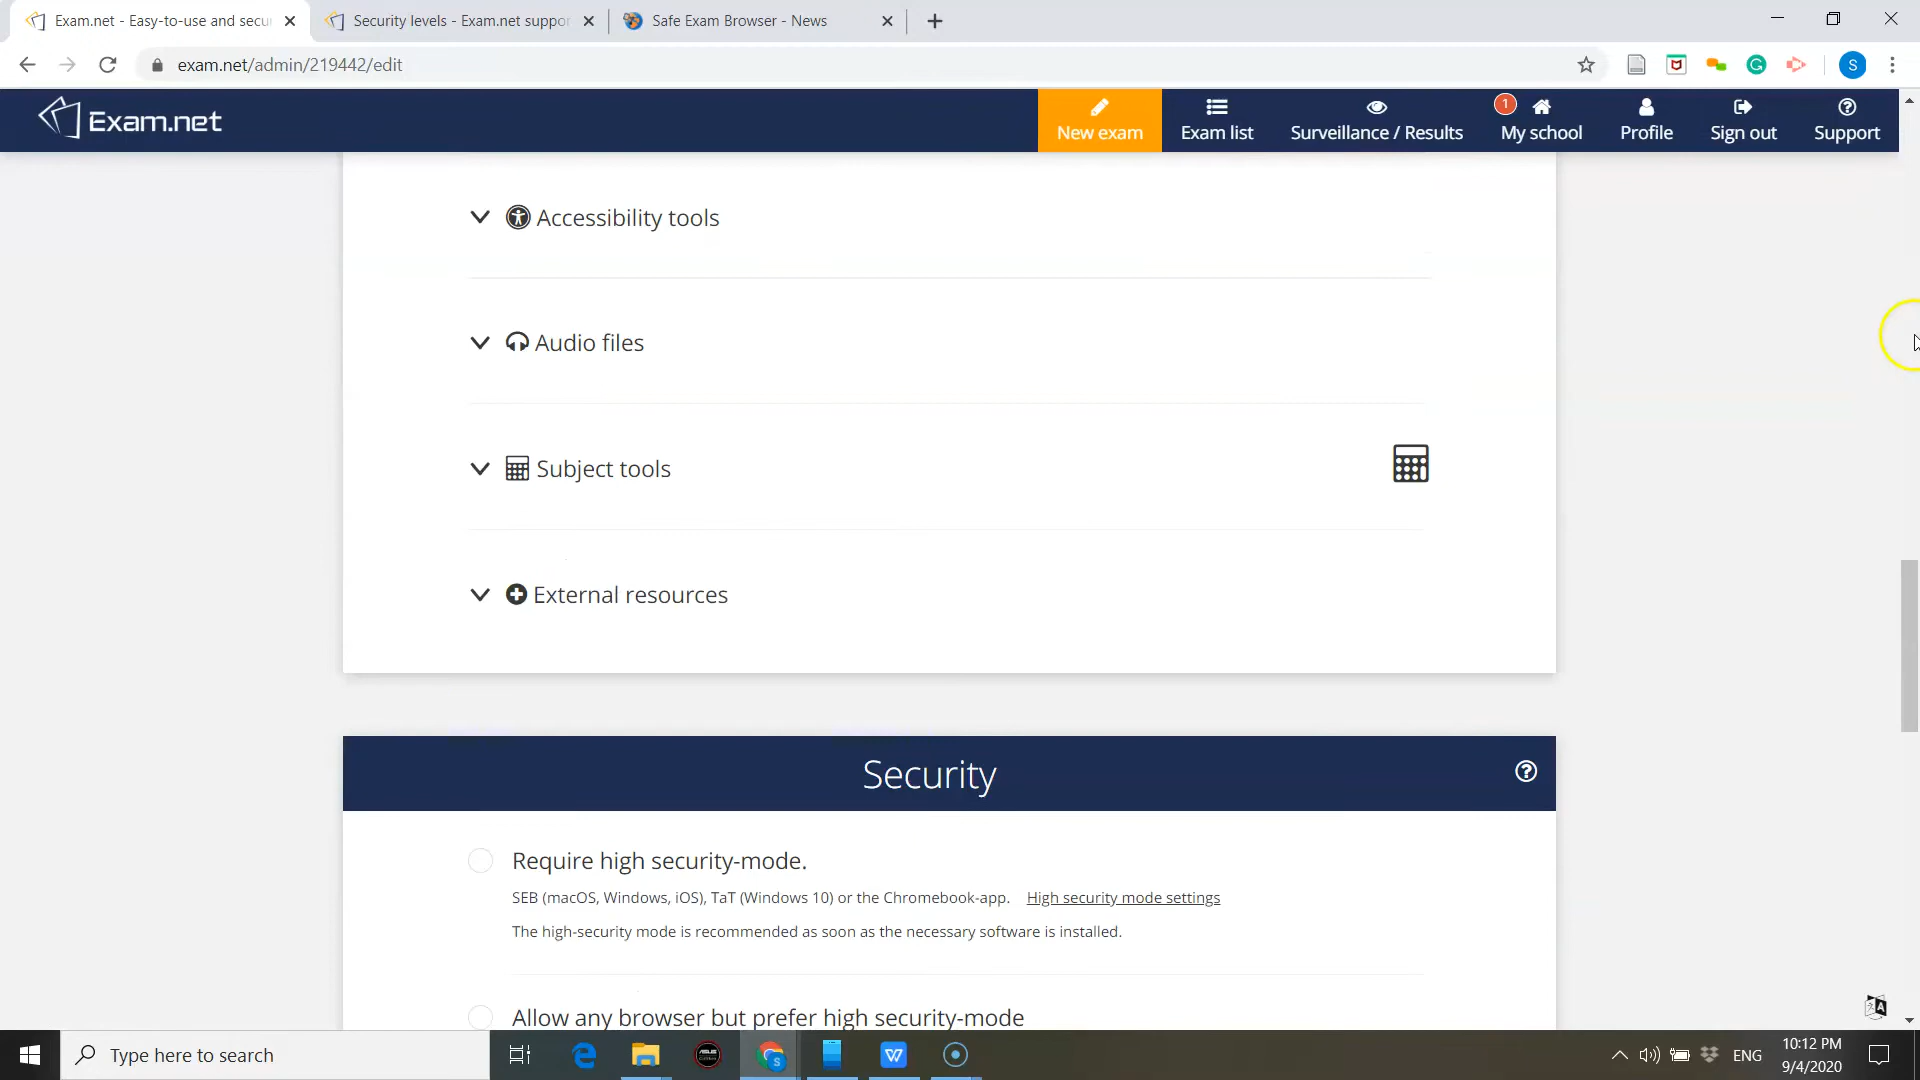 Exam.net - Easy-to-use and secu
Security levels - Exam.net suppo
Safe Exam Browser - News
exam.net/admin/219442/edit
S
Exam.net
New exam
Exam list
Surveillance / Results
1
My school
Profile
Sign out
Support
Accessibility tools
Audio files
Subject tools
External resources
Security
Require high security-mode.
SEB (macOS, Windows, iOS), TaT (Windows 10) or the Chromebook-app. High security mode settings
The high-security mode is recommended as soon as the necessary software is installed.
Allow any browser but prefer high security-mode
Type here to search
ENG
10:12 PM
9/4/2020